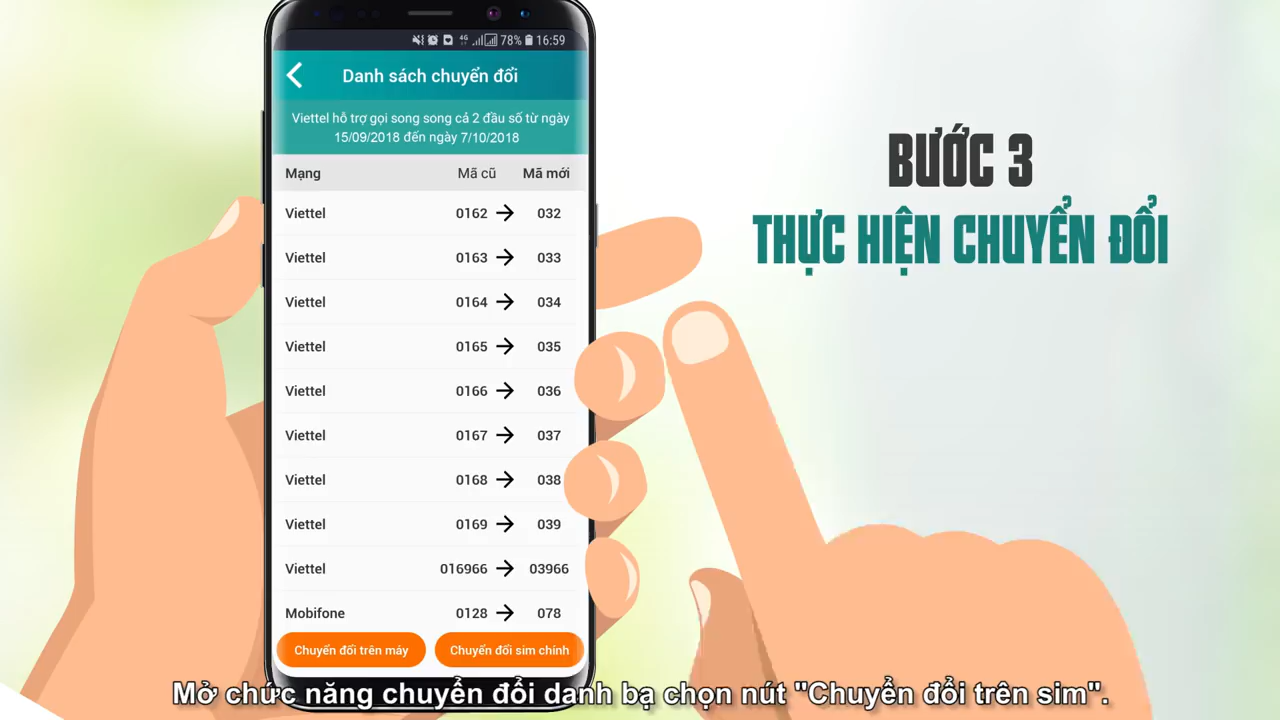 4G 78% 16:59
Danh sách chuyển đổi
Viettel hỗ trợ gọi song song cả 2 đầu số từ ngày
15/09/2018 đến ngày 7/10/2018
Mạng Mã cũ Mã mới
Viettel 0162 → 032
Viettel 0163 → 033
Viettel 0164 → 034
Viettel 0165 → 035
Viettel 0166 → 036
Viettel 0167 → 037
Viettel 0168 → 038
Viettel 0169 → 039
Viettel 016966 → 03966
Mobifone 0128 → 078
Chuyển đổi trên máy Chuyển đổi sim chính
BƯỚC 3
THỰC HIỆN CHUYỂN ĐỔI
Mở chức năng chuyển đổi danh bạ chọn nút "Chuyển đổi trên sim".